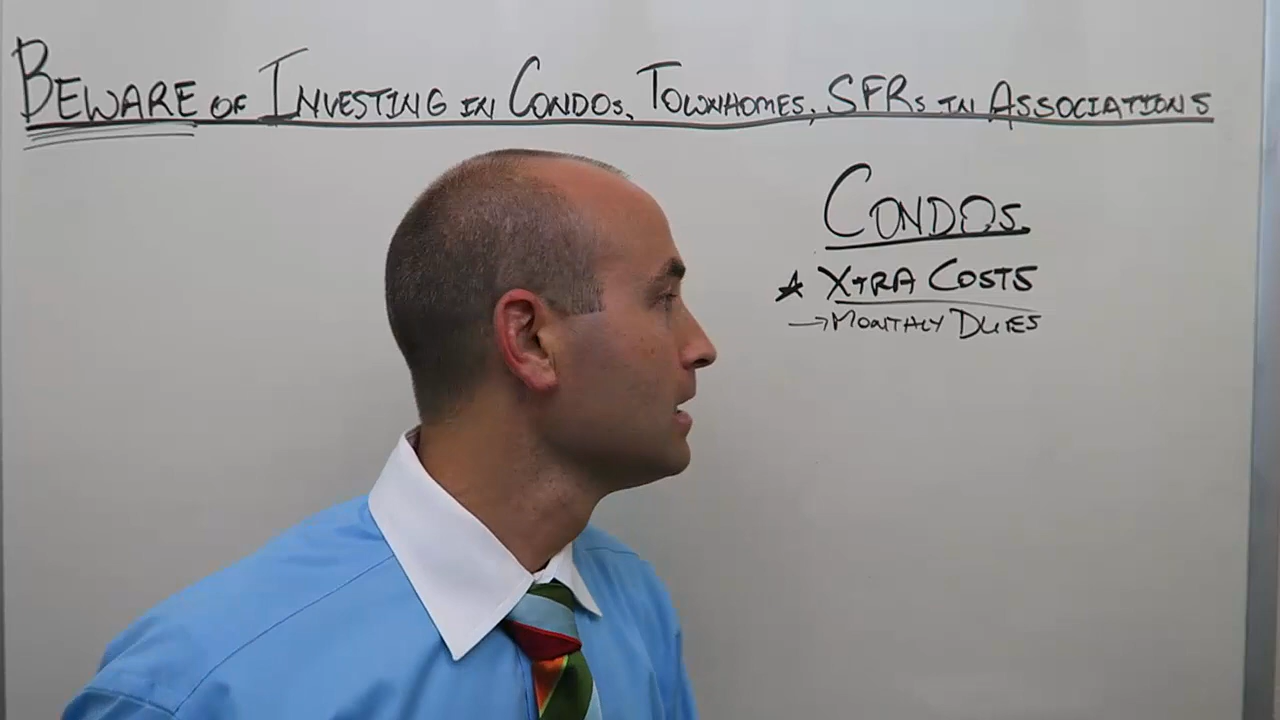 BEWARE OF INVESTING IN CONDOS, TOWNHOMES, SFRS IN ASSOCIATIONS
CONDOS
★ XTRA COSTS
→ MONTHLY DUES